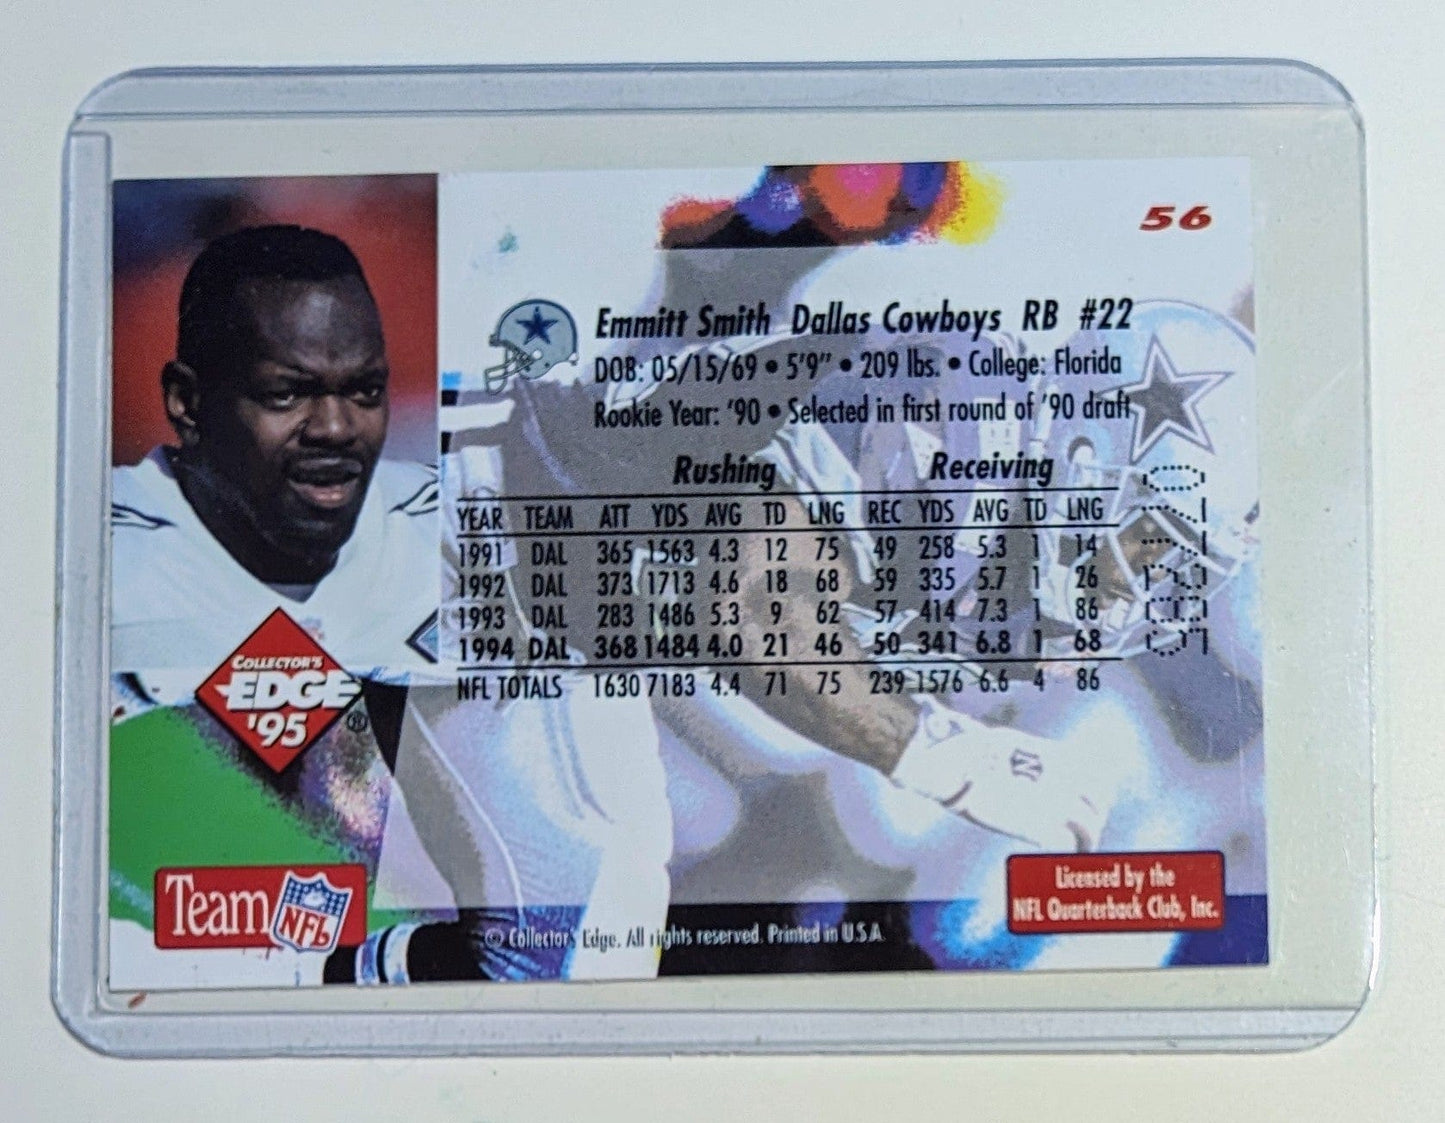 56
Emmitt Smith Dallas Cowboys RB #22
DOB: 05/15/69 • 5'9" • 209 lbs. • College: Florida
Rookie Year: '90 • Selected in first round of '90 draft
Rushing Receiving
YEAR TEAM ATT YDS AVG TD LNG REC YDS AVG TD LNG
1991 DAL 365 1563 4.3 12 75 49 258 5.3 1 14
1992 DAL 373 1713 4.6 18 68 59 335 5.7 1 26
1993 DAL 283 1486 5.3 9 62 57 414 7.3 1 86
1994 DAL 368 1484 4.0 21 46 50 341 6.8 1 68
NFL TOTALS 1630 7183 4.4 71 75 239 1576 6.6 4 86
COLLECTOR'S
EDGE
'95
®
Team NFL
© Collector's Edge. All rights reserved. Printed in U.S.A.
Licensed by the
NFL Quarterback Club, Inc.